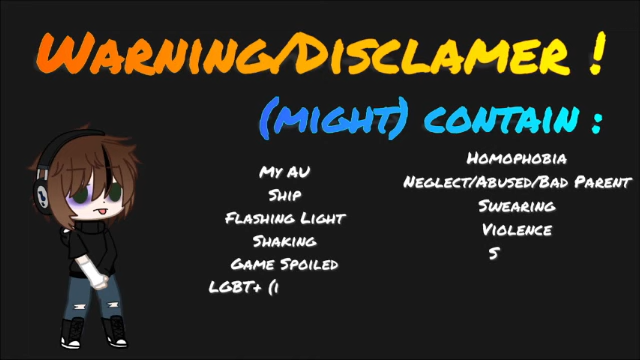 Warning/Disclamer !
(might) contain :
My AU
Ship
Flashing Light
Shaking
Game Spoiled
LGBT+ (i
Homophobia
Neglect/Abused/Bad Parent
Swearing
Violence
S